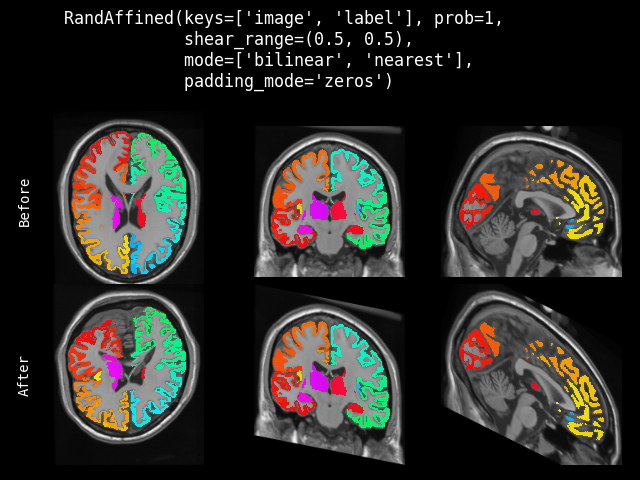 RandAffined(keys=['image', 'label'], prob=1,
shear_range=(0.5, 0.5),
mode=['bilinear', 'nearest'],
padding_mode='zeros')
Before
After